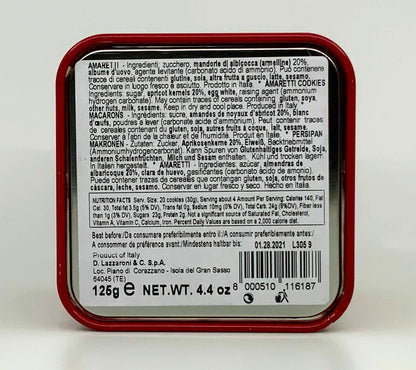 AMARETTI - Ingredienti, zucchero, mandorle di albicocca (armelline) 20%,
albume d'uovo, agente levitante (carbonato acido di ammonio). Può contenere
tracce di cereali contenenti glutine, soia, altra frutta a guscio, latte, sesamo.
Conservare in luogo fresco e asciutto. Prodotto in Italia. * AMARETTI COOKIES
Ingredients: sugar, apricot kernels 20%, egg white, raising agent (ammonium
hydrogen carbonate). May contain traces of cereals containing gluten, soya,
other nuts, milk, sesame. Keep in cool and dry place. Produced in Italy *
MACARONS - Ingrédients: sucre, amandes de noyaux d'abricot 20%, blanc
d'œufs, poudres à lever (carbonate acide d'ammonium). Peut contenir traces
de céréales contenant du gluten, soja, autres fruits à coque, lait, sesame.
Conserver à l'abri de la chaleur et de l'humidité. Produit en Italie * PERSIPAN
MAKRONEN - Zutaten: Zucker, Aprikosenkerne 20%, Eiweiß, Backtriebmittel
(Ammoniumhydrogencarbonat). Kann Spuren von Glutenhaltiges Getreide, Soja,
anderen Schalenfrüchten, Milch und Sesam enthalten. Kühl und trocken lagern.
In Italien hergestellt. * AMARETTI - Ingredientes: azúcar, almendras de
albaricoque 20%, clara de huevo, gasificantes (carbonato ácido de amonio).
Puede contener trazas de cereales que contengan gluten, soja, otros frutos de
cáscara, leche, sesamo. Conservar en lugar fresco y seco. Hecho en Italia.
NUTRITION FACTS Serv. Size: 20 cookies (30g), Serving about 4 Amount Per Serving: Calories 140, Fat
Cal. 30, Total fat 3.5g (5% DV), Trans fat 0g, Sodium 10mg (0% DV), Total Carb. 24g (8%DV), Fiber less
than 1g (3% DV), Sugars 23g, Protein 2g. Not a significant source of Saturated Fat, Cholesterol,
Vitamin A, Vitamin C, Calcium, Iron. Percent Daily Values are based on a 2,000 calorie diet.
Best before/Da consumare preferibilmente entro il:/Da consumirse preferentemente antes del:/
A consommer de préférence avant:/Mindestens haltbar bis: 01.28.2021 L305 9
Product of Italy
D. Lazzaroni & C. S.p.A.
Loc. Piano di Corazzano - Isola del Gran Sasso
64045 (TE)
125g e NET.WT. 4.4 oz
8 000510 116187